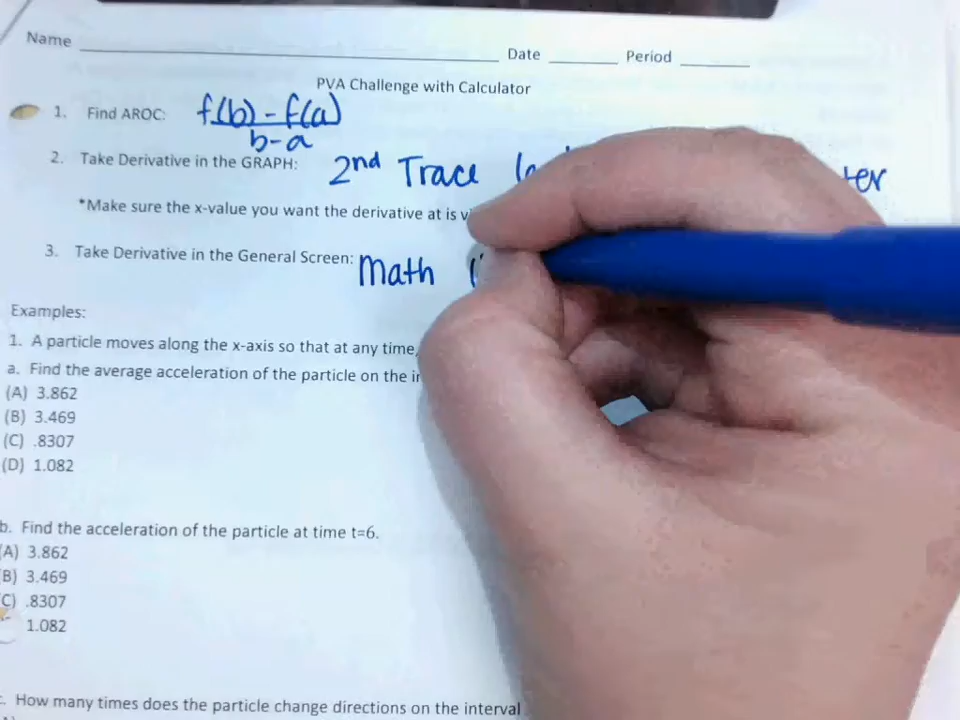 Name Date Period
PVA Challenge with Calculator
1. Find AROC: f(b) - f(a)
b - a
2. Take Derivative in the GRAPH: 2nd Trace
*Make sure the x-value you want the derivative at is
3. Take Derivative in the General Screen: Math
Examples:
1. A particle moves along the x-axis so that at any time,
a. Find the average acceleration of the particle on the
(A) 3.862
(B) 3.469
(C) .8307
(D) 1.082
b. Find the acceleration of the particle at time t=6.
(A) 3.862
B) 3.469
C) .8307
1.082
c. How many times does the particle change directions on the interval